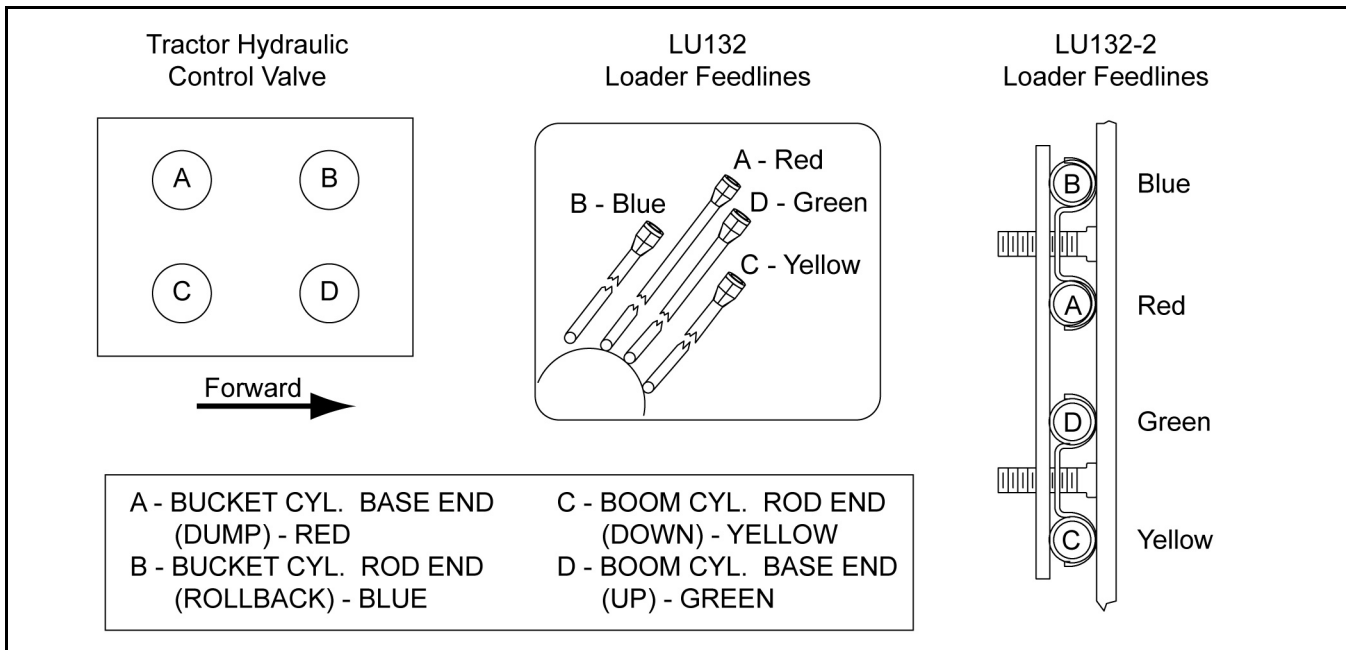 Tractor Hydraulic
Control Valve
A
B
C
D
Forward
LU132
Loader Feedlines
A - Red
B - Blue
D - Green
C - Yellow
LU132-2
Loader Feedlines
B
Blue
A
Red
D
Green
C
Yellow
A - BUCKET CYL. BASE END
(DUMP) - RED
B - BUCKET CYL. ROD END
(ROLLBACK) - BLUE
C - BOOM CYL. ROD END
(DOWN) - YELLOW
D - BOOM CYL. BASE END
(UP) - GREEN